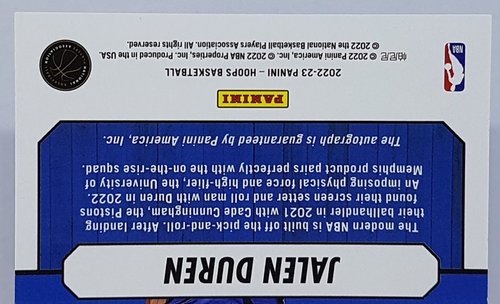 JALEN DUREN
The modern NBA is built off the pick-and-roll. After landing
their ballhandler in 2021 with Cade Cunningham, the Pistons
found their screen setter and roll man with Duren in 2022.
An imposing physical force and high-flier, the University of
Memphis product pairs perfectly with the on-the-rise squad.
The autograph is guaranteed by Panini America, Inc.
PANINI
2022-23 PANINI – HOOPS BASKETBALL
© 2022 Panini America, Inc. © 2022 NBA Properties, Inc. Produced in the USA.
© 2022 the National Basketball Players Association. All rights reserved.
NBA